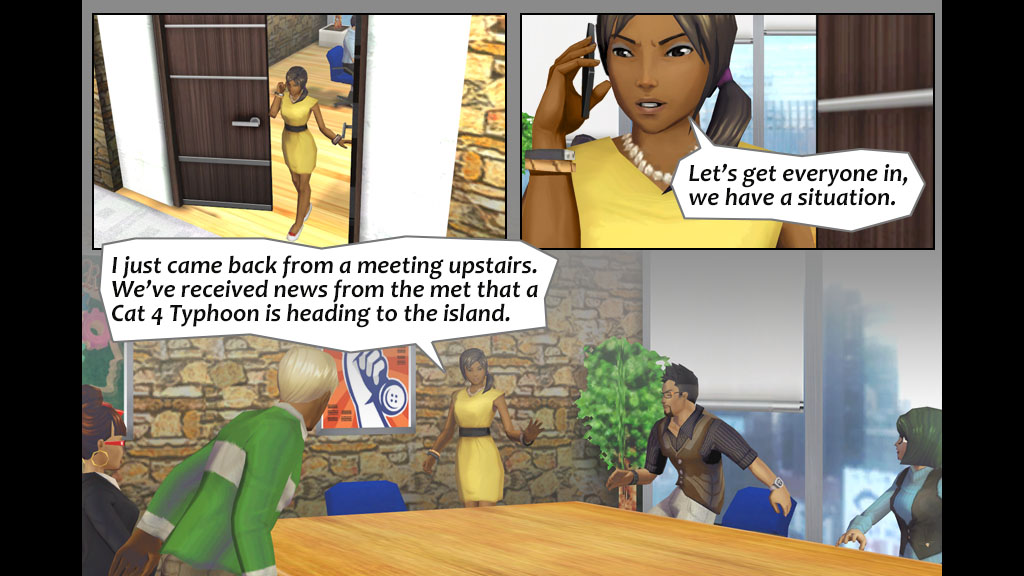 Let's get everyone in,
we have a situation.
I just came back from a meeting upstairs.
We've received news from the met that a
Cat 4 Typhoon is heading to the island.